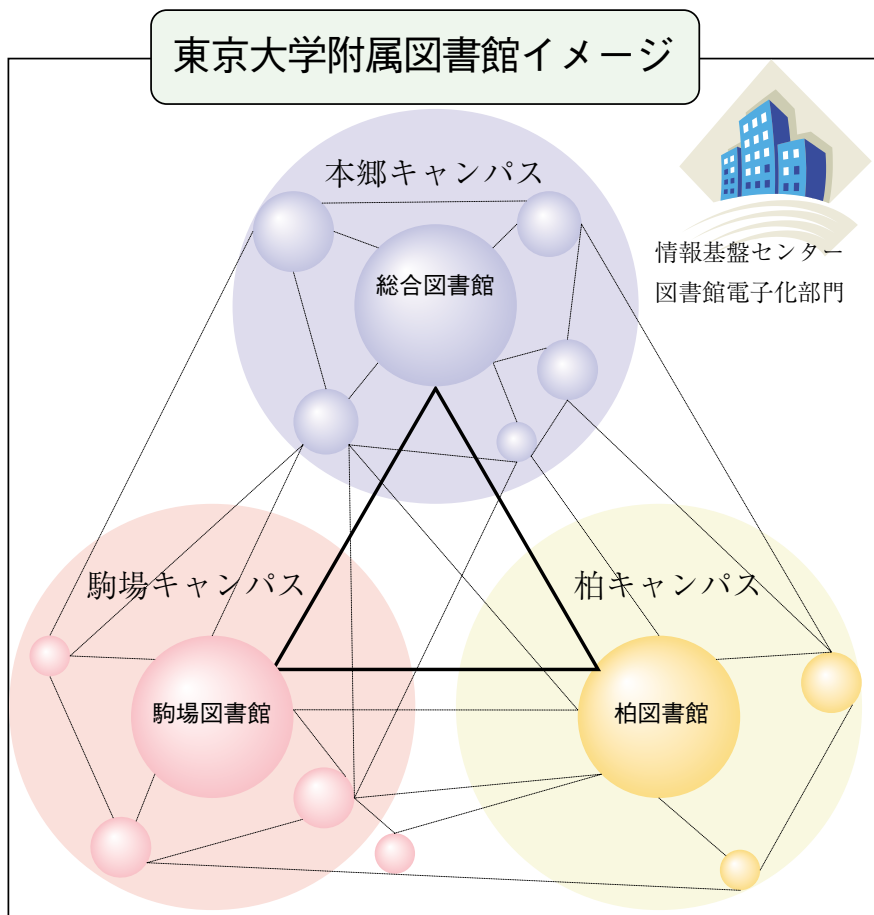 東京大学附属図書館イメージ
本郷キャンパス
総合図書館
情報基盤センター
図書館電子化部門
駒場キャンパス
柏キャンパス
駒場図書館
柏図書館